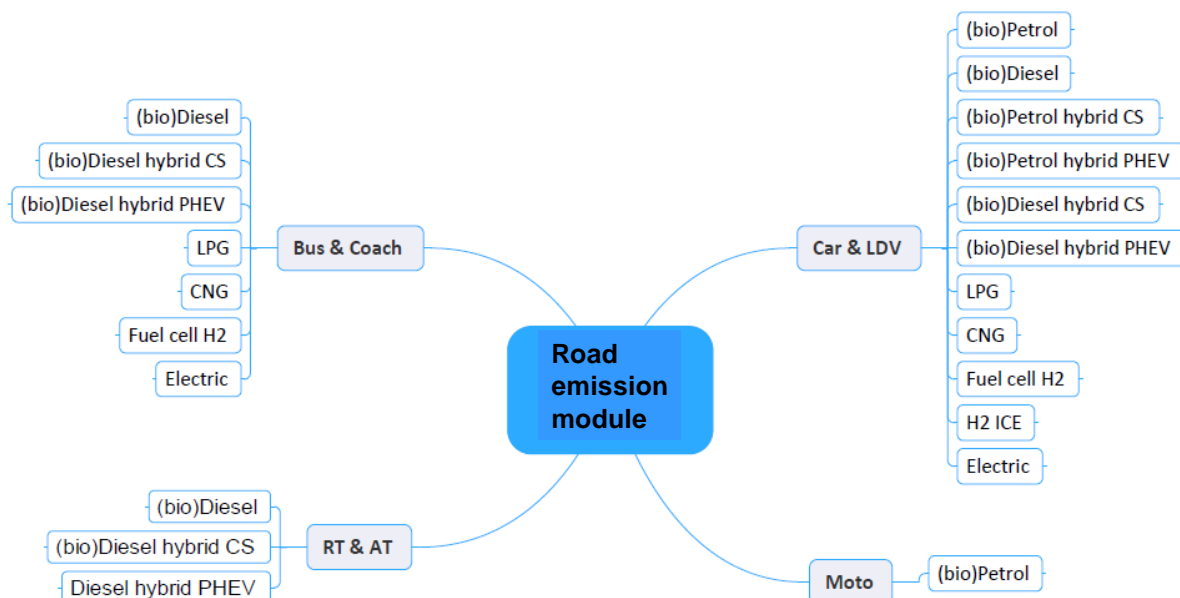 (bio)Diesel
(bio)Diesel hybrid CS
(bio)Diesel hybrid PHEV
LPG
CNG
Fuel cell H2
Electric
Bus & Coach
(bio)Petrol
(bio)Diesel
(bio)Petrol hybrid CS
(bio)Petrol hybrid PHEV
(bio)Diesel hybrid CS
(bio)Diesel hybrid PHEV
LPG
CNG
Fuel cell H2
H2 ICE
Electric
Car & LDV
Road
emission
module
(bio)Diesel
(bio)Diesel hybrid CS
Diesel hybrid PHEV
RT & AT
Moto
(bio)Petrol